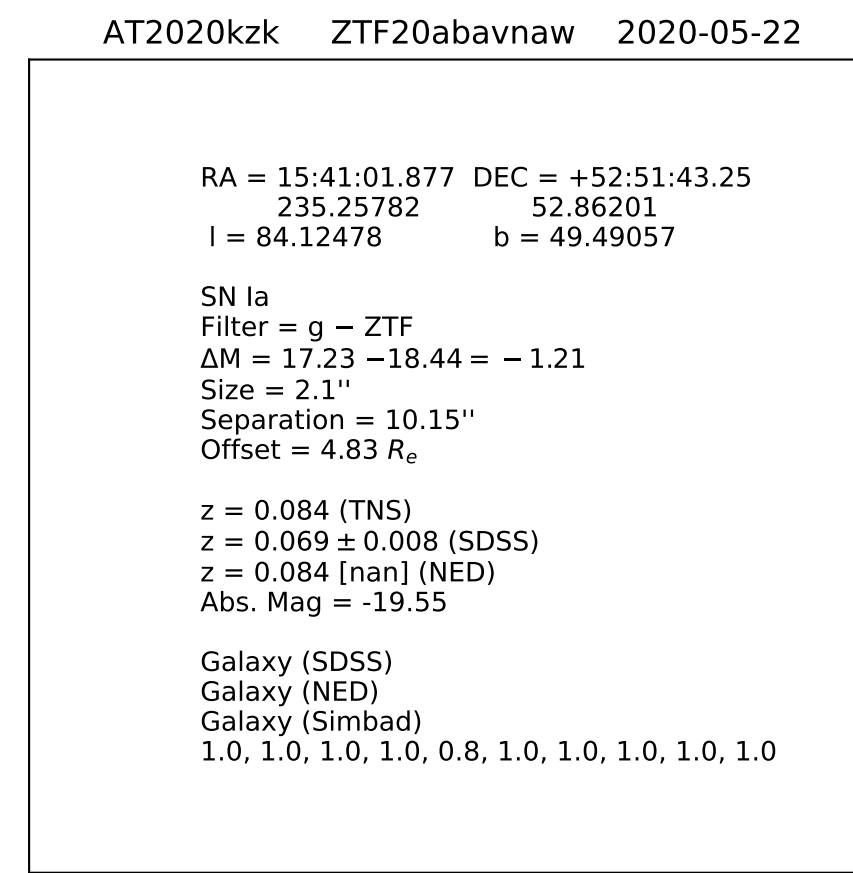 AT2020kzk ZTF20abavnaw 2020-05-22
RA = 15:41:01.877 DEC = +52:51:43.25
235.25782 52.86201
l = 84.12478 b = 49.49057
SN Ia
Filter = g − ZTF
ΔM = 17.23 −18.44 = − 1.21
Size = 2.1''
Separation = 10.15''
Offset = 4.83 Rₑ
z = 0.084 (TNS)
z = 0.069 ± 0.008 (SDSS)
z = 0.084 [nan] (NED)
Abs. Mag = -19.55
Galaxy (SDSS)
Galaxy (NED)
Galaxy (Simbad)
1.0, 1.0, 1.0, 1.0, 0.8, 1.0, 1.0, 1.0, 1.0, 1.0